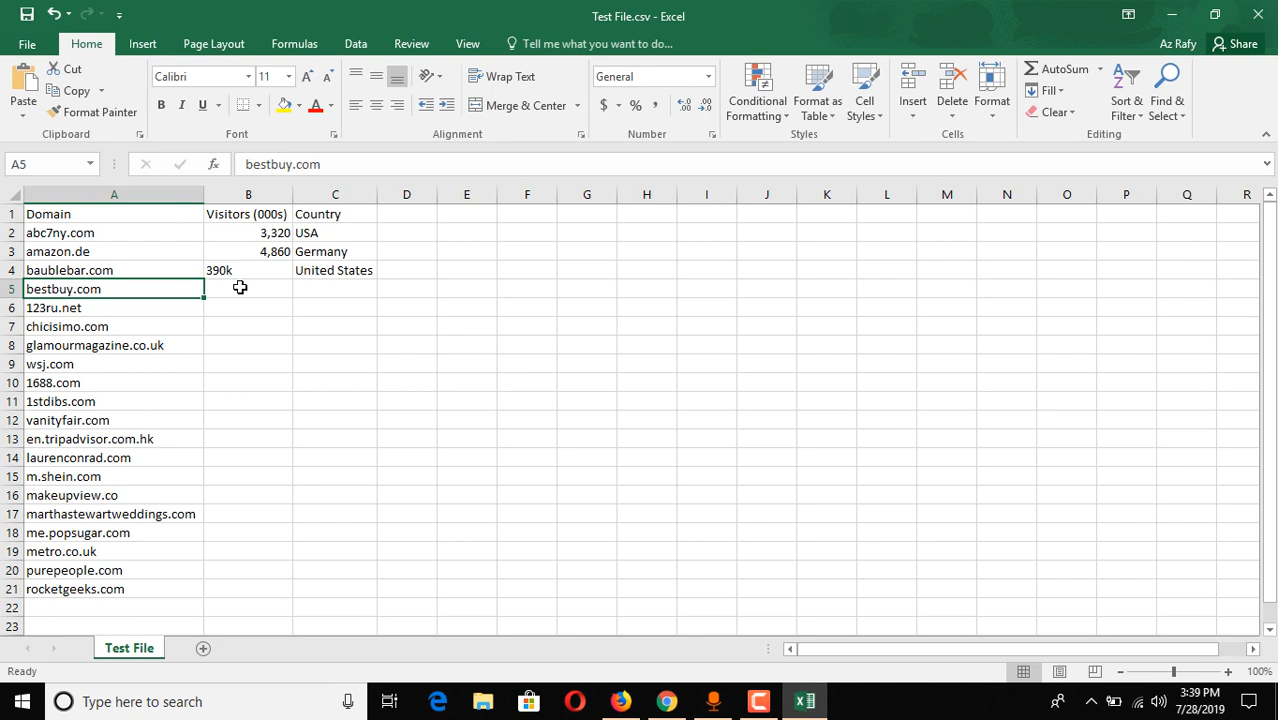 Test File.csv - Excel
File Home Insert Page Layout Formulas Data Review View Tell me what you want to do... Az Rafy Share
Paste
Cut
Copy
Format Painter
Clipboard
Calibri 11
B I U
Font
Wrap Text
Merge & Center
Alignment
General
$ % ,
Number
Conditional Formatting
Format as Table
Cell Styles
Styles
Insert Delete Format
Cells
AutoSum
Fill
Clear
Sort & Filter
Find & Select
Editing
A5 fx bestbuy.com
A B C D E F G H I J K L M N O P Q R
1 Domain Visitors (000s) Country
2 abc7ny.com 3,320 USA
3 amazon.de 4,860 Germany
4 baublebar.com 390k United States
5 bestbuy.com
6 123ru.net
7 chicisimo.com
8 glamourmagazine.co.uk
9 wsj.com
10 1688.com
11 1stdibs.com
12 vanityfair.com
13 en.tripadvisor.com.hk
14 laurenconrad.com
15 m.shein.com
16 makeupview.co
17 marthastewartweddings.com
18 me.popsugar.com
19 metro.co.uk
20 purepeople.com
21 rocketgeeks.com
22
23
Test File
Ready 100%
Type here to search
3:39 PM
7/28/2019